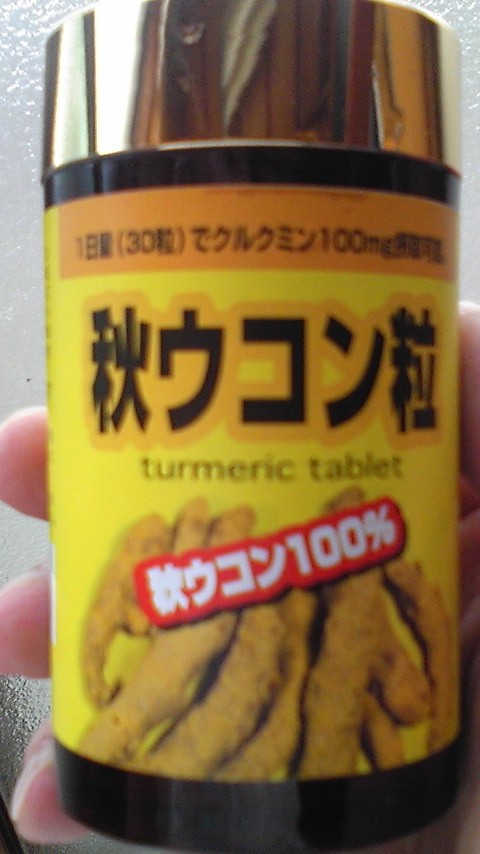 1日量(30粒)でクルクミン100mg摂取可能
秋ウコン粒
turmeric tablet
秋ウコン100%